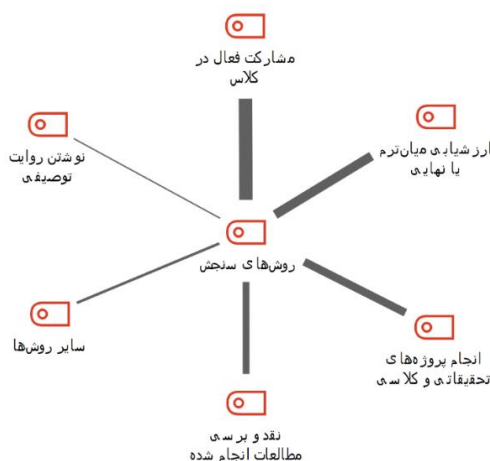 مشارکت فعال در
کلاس
ارزشیابی میان‌ترم
یا نهایی
نوشتن روایت
توصیفی
روش‌های سنجش
انجام پروژه‌های
تحقیقاتی و کلاسی
سایر روش‌ها
نقد و برسی
مطالعات انجام شده